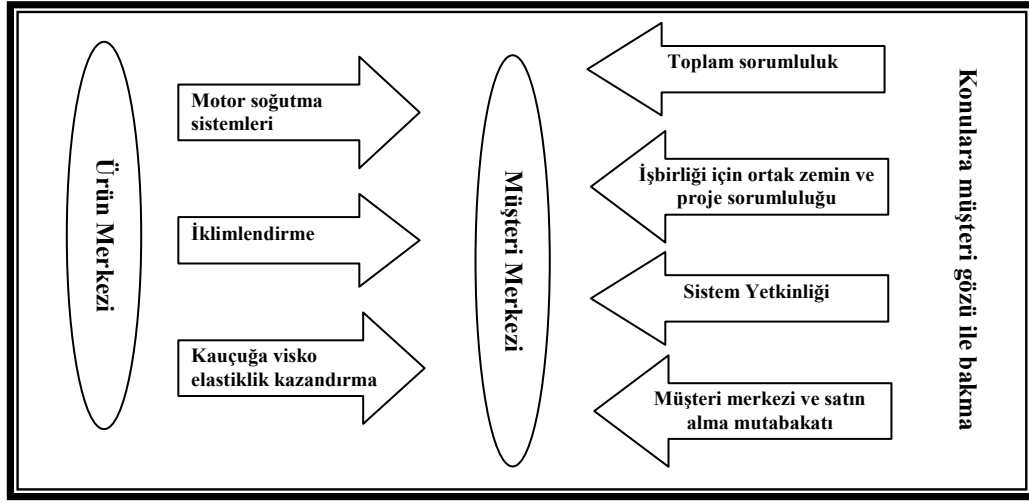 Ürün Merkezi
Motor soğutma
sistemleri
İklimlendirme
Kauçuğa visko
elastiklik kazandırma
Müşteri Merkezi
Toplam sorumluluk
İşbirliği için ortak zemin ve
proje sorumluluğu
Sistem Yetkinliği
Müşteri merkezi ve satın
alma mutabakatı
Konulara müşteri gözü ile bakma